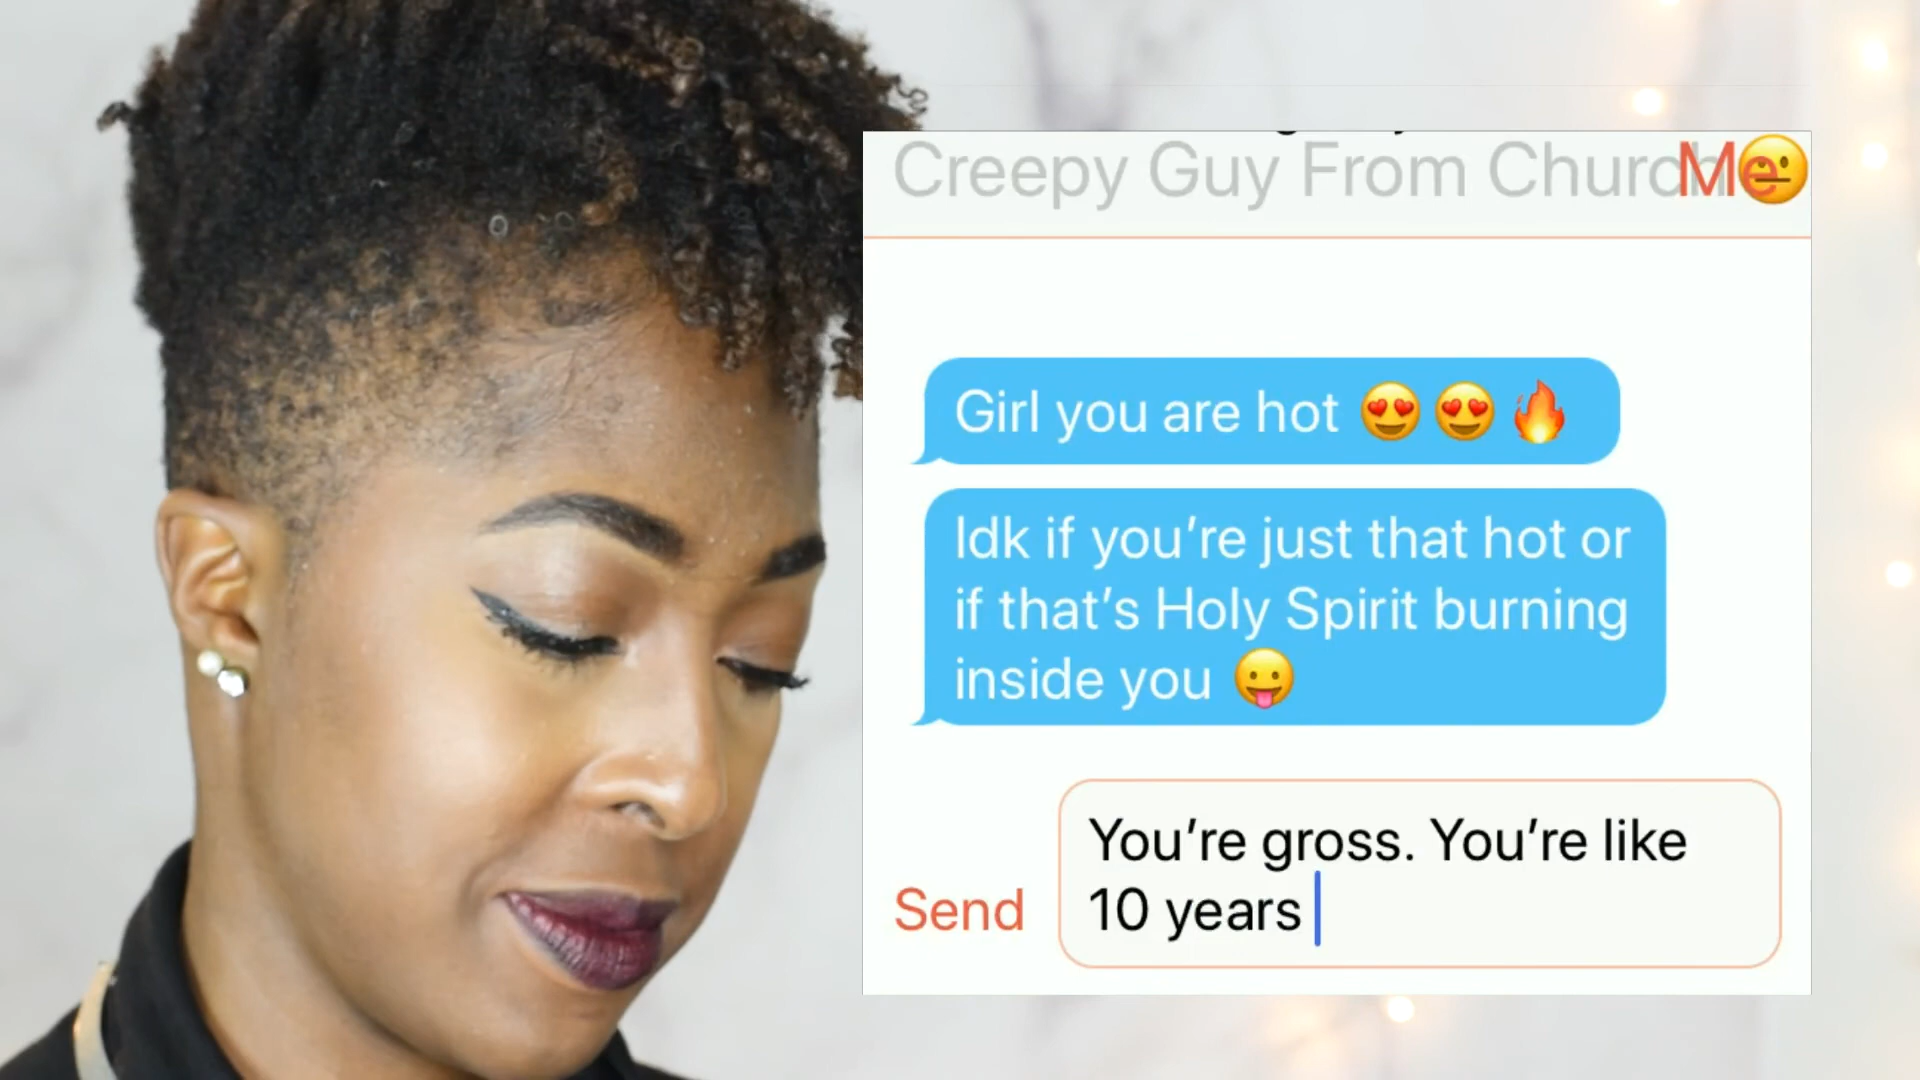 Creepy Guy From Church Me😐
Girl you are hot 😍😍🔥
Idk if you’re just that hot or
if that’s Holy Spirit burning
inside you 😛
You’re gross. You’re like
Send 10 years